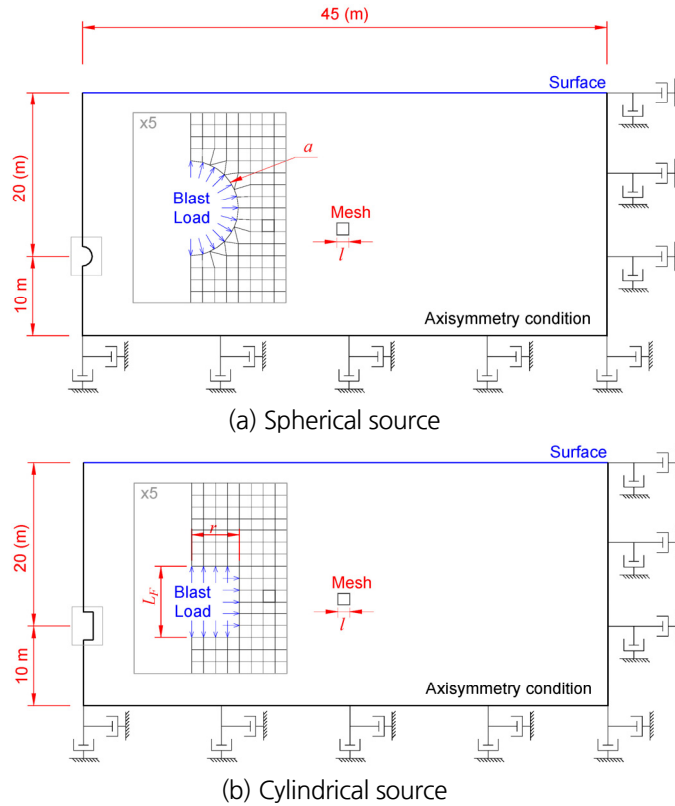 45 (m)
Surface
x5
a
20 (m)
Blast
Load
Mesh
l
10 m
Axisymmetry condition
(a) Spherical source
Surface
x5
r
20 (m)
L_F
Blast
Load
Mesh
l
10 m
Axisymmetry condition
(b) Cylindrical source